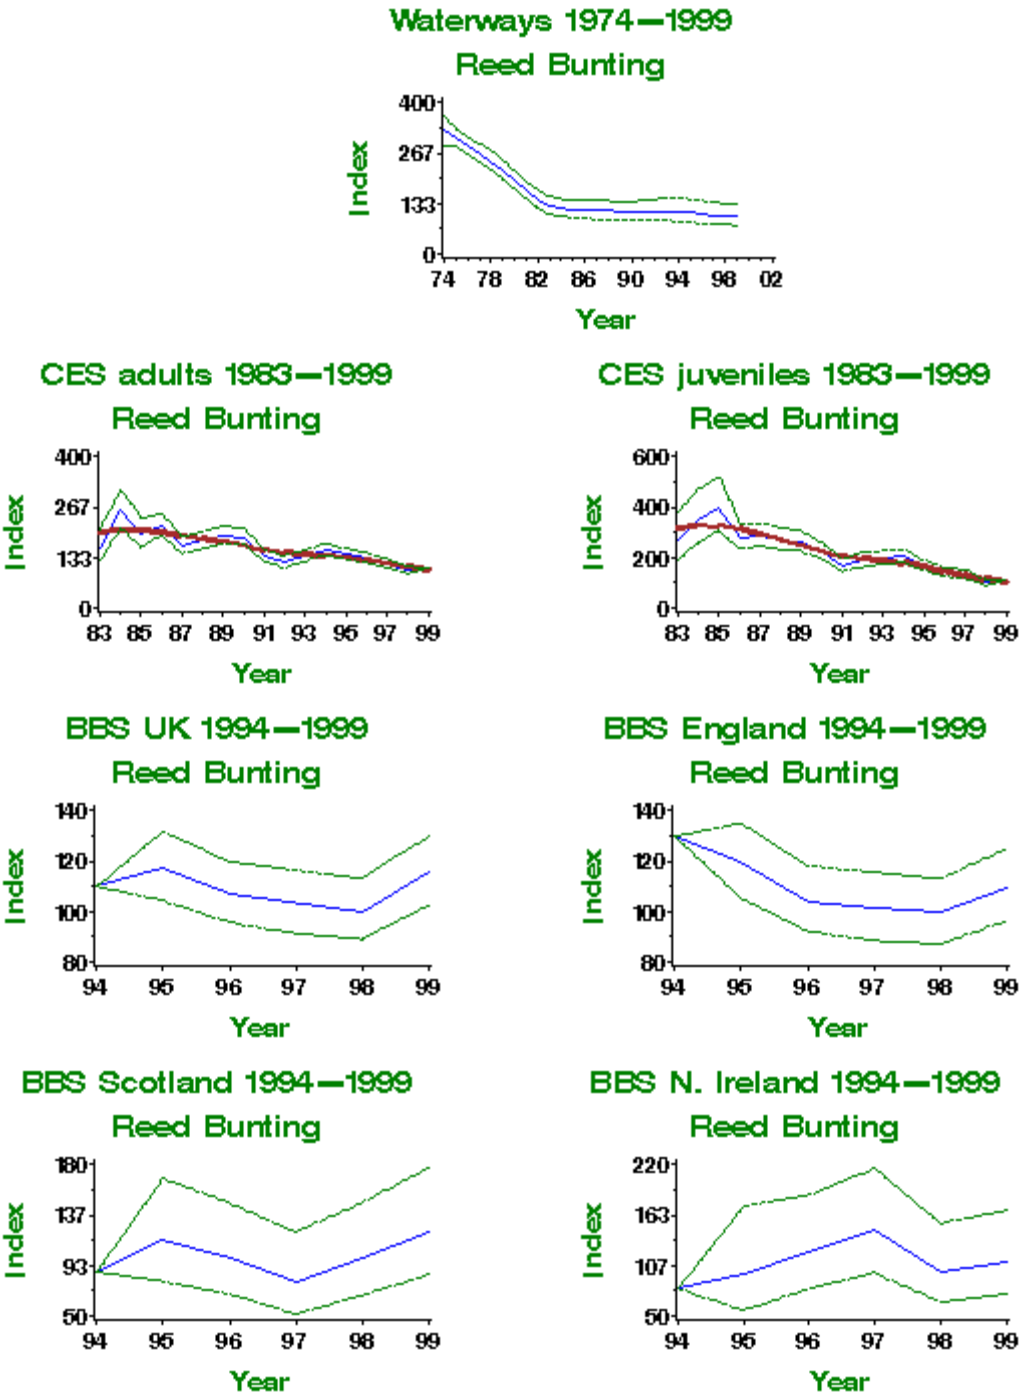 Waterways 1974—1999
Reed Bunting
400
267
133
0
Index
74 78 82 86 90 94 98 02
Year
CES adults 1983—1999
Reed Bunting
400
267
133
0
Index
83 85 87 89 91 93 95 97 99
Year
CES juveniles 1983—1999
Reed Bunting
600
400
200
0
Index
83 85 87 89 91 93 95 97 99
Year
BBS UK 1994—1999
Reed Bunting
140
120
100
80
Index
94 95 96 97 98 99
Year
BBS England 1994—1999
Reed Bunting
140
120
100
80
Index
94 95 96 97 98 99
Year
BBS Scotland 1994—1999
Reed Bunting
180
137
93
50
Index
94 95 96 97 98 99
Year
BBS N. Ireland 1994—1999
Reed Bunting
220
163
107
50
Index
94 95 96 97 98 99
Year